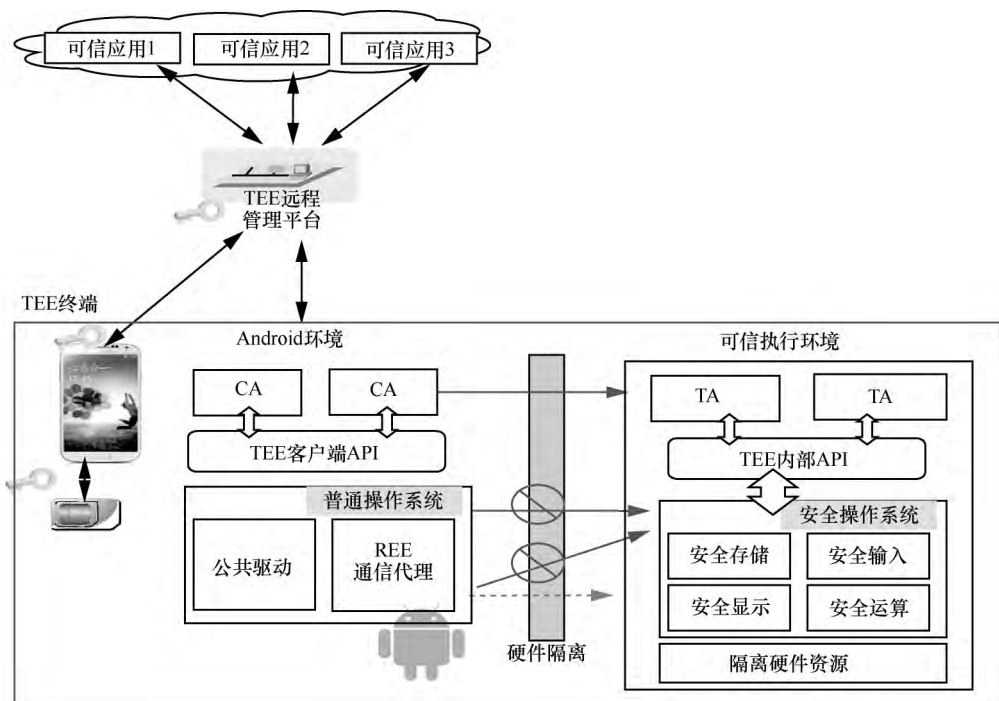 可信应用1
可信应用2
可信应用3
TEE远程
管理平台
TEE终端
Android环境
可信执行环境
CA
CA
TA
TA
TEE客户端API
TEE内部API
普通操作系统
安全操作系统
公共驱动
REE
通信代理
安全存储
安全输入
安全显示
安全运算
硬件隔离
隔离硬件资源